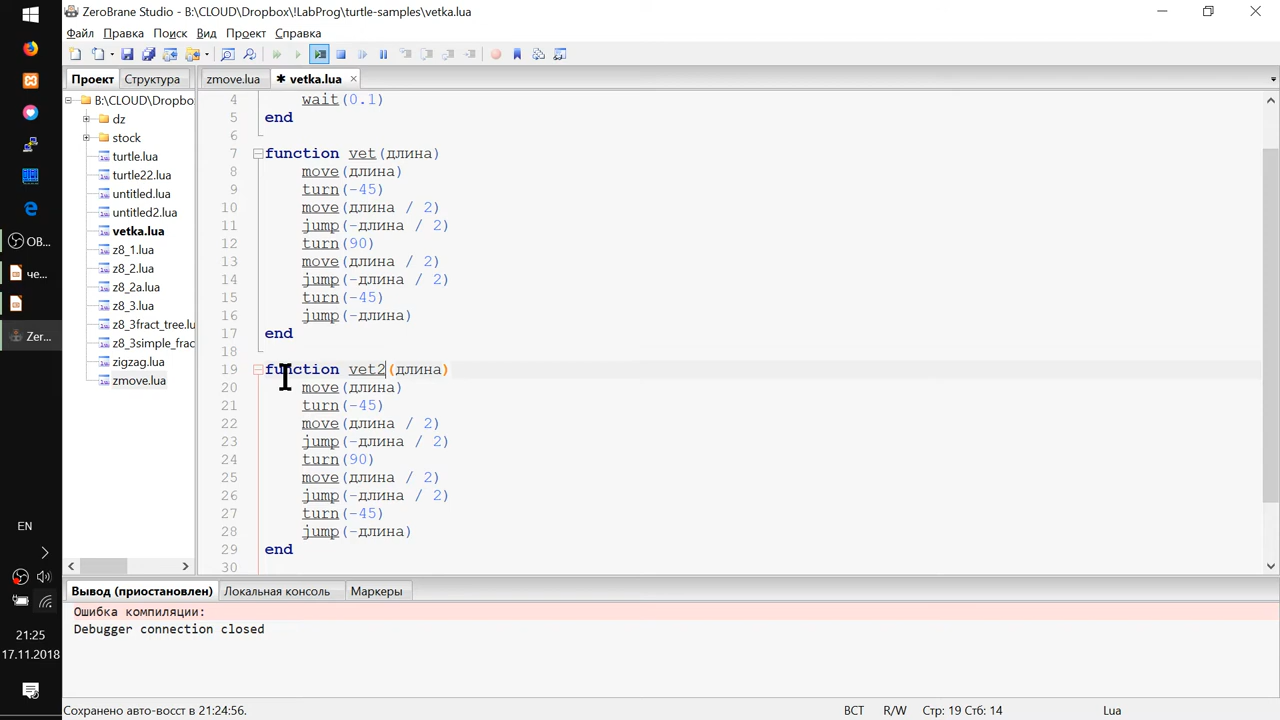 ZeroBrane Studio - B:\CLOUD\Dropbox\!LabProg\turtle-samples\vetka.lua
Файл Правка Поиск Вид Проект Справка
Проект Структура
zmove.lua ✱ vetka.lua
B:\CLOUD\Dropbo
dz
stock
turtle.lua
turtle22.lua
untitled.lua
untitled2.lua
vetka.lua
z8_1.lua
z8_2.lua
z8_2a.lua
z8_3.lua
z8_3fract_tree.lu
z8_3simple_frac
zigzag.lua
zmove.lua
4 wait(0.1)
5 end
6
7 function vet(длина)
8 move(длина)
9 turn(-45)
10 move(длина / 2)
11 jump(-длина / 2)
12 turn(90)
13 move(длина / 2)
14 jump(-длина / 2)
15 turn(-45)
16 jump(-длина)
17 end
18
19 function vet2(длина)
20 move(длина)
21 turn(-45)
22 move(длина / 2)
23 jump(-длина / 2)
24 turn(90)
25 move(длина / 2)
26 jump(-длина / 2)
27 turn(-45)
28 jump(-длина)
29 end
30
Вывод (приостановлен) Локальная консоль Маркеры
Ошибка компиляции:
Debugger connection closed
Сохранено авто-восст в 21:24:56. ВСТ R/W Стр: 19 Стб: 14 Lua
OB...
че...
Zer...
EN
21:25
17.11.2018